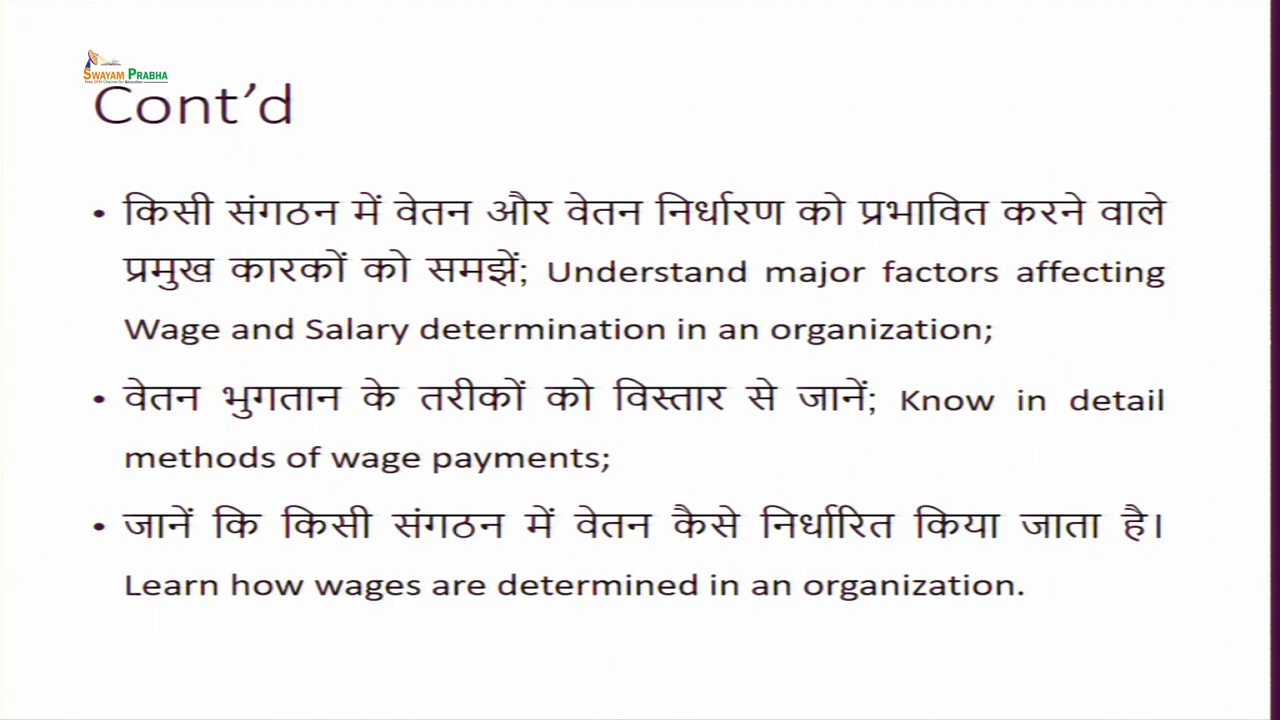 SWAYAM PRABHA
Cont'd
• किसी संगठन में वेतन और वेतन निर्धारण को प्रभावित करने वाले
प्रमुख कारकों को समझें; Understand major factors affecting
Wage and Salary determination in an organization;
• वेतन भुगतान के तरीकों को विस्तार से जानें; Know in detail
methods of wage payments;
• जानें कि किसी संगठन में वेतन कैसे निर्धारित किया जाता है।
Learn how wages are determined in an organization.